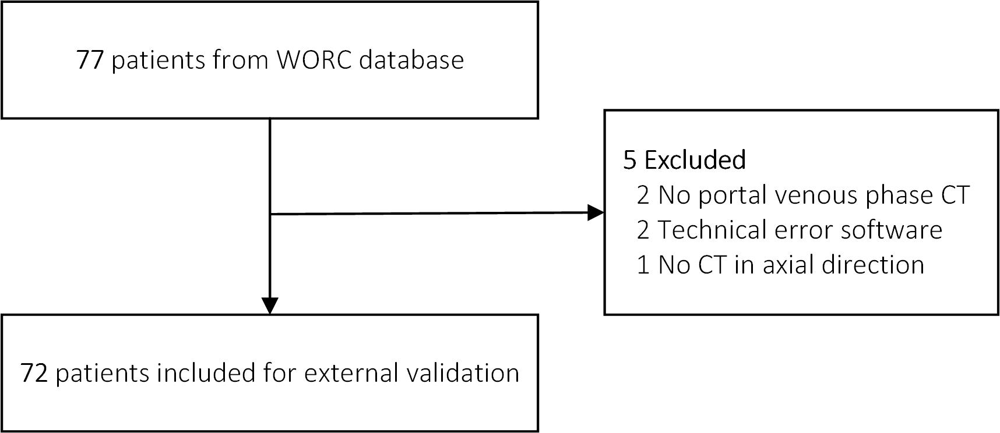 77 patients from WORC database
5 Excluded
2 No portal venous phase CT
2 Technical error software
1 No CT in axial direction
72 patients included for external validation